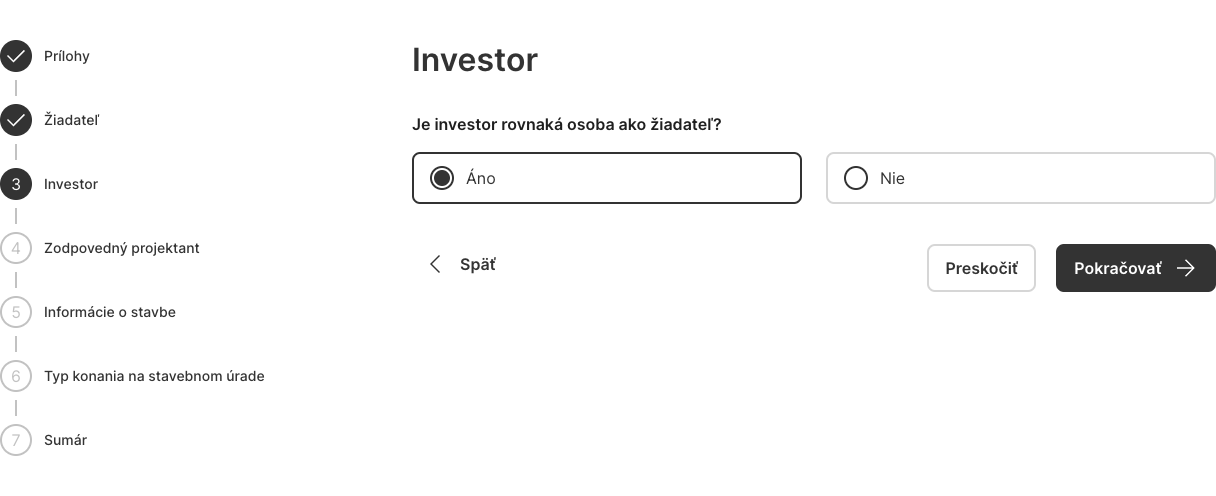 Prílohy
Žiadateľ
3 Investor
4 Zodpovedný projektant
5 Informácie o stavbe
6 Typ konania na stavebnom úrade
7 Sumár
Investor
Je investor rovnaká osoba ako žiadateľ?
Áno Nie
Späť Preskočiť Pokračovať